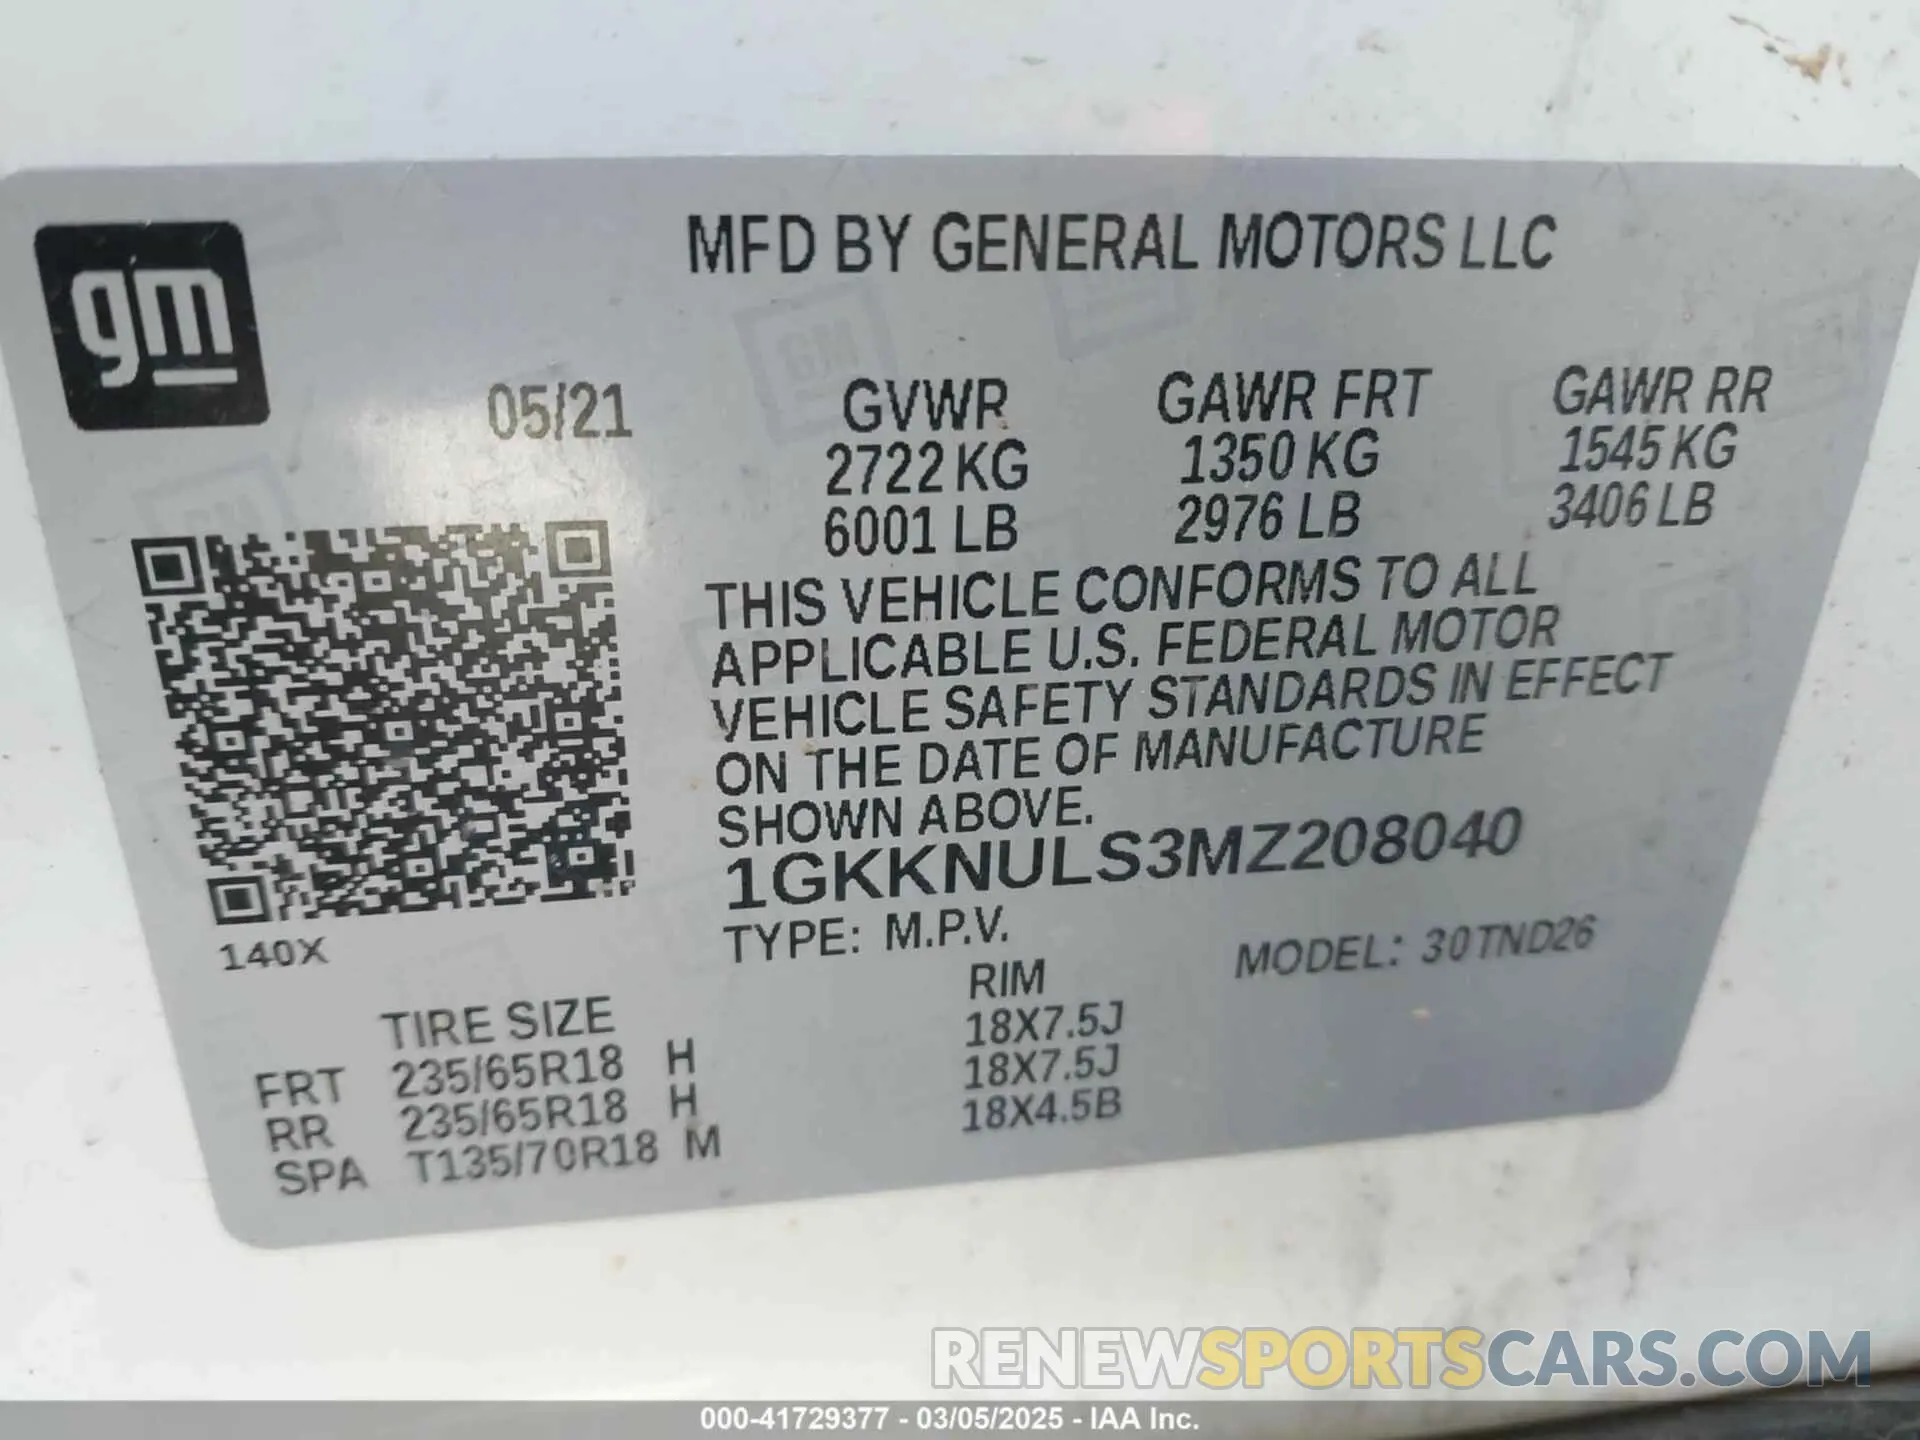 gm
MFD BY GENERAL MOTORS LLC
05/21 GVWR GAWR FRT GAWR RR
2722 KG 1350 KG 1545 KG
6001 LB 2976 LB 3406 LB
THIS VEHICLE CONFORMS TO ALL
APPLICABLE U.S. FEDERAL MOTOR
VEHICLE SAFETY STANDARDS IN EFFECT
ON THE DATE OF MANUFACTURE
SHOWN ABOVE.
1GKKNULS3MZ208040
140X
TYPE: M.P.V. MODEL: 30TND26
TIRE SIZE RIM
FRT 235/65R18 H 18X7.5J
RR 235/65R18 H 18X7.5J
SPA T135/70R18 M 18X4.5B
RENEWSPORTSCARS.COM
000-41729377 - 03/05/2025 - IAA Inc.